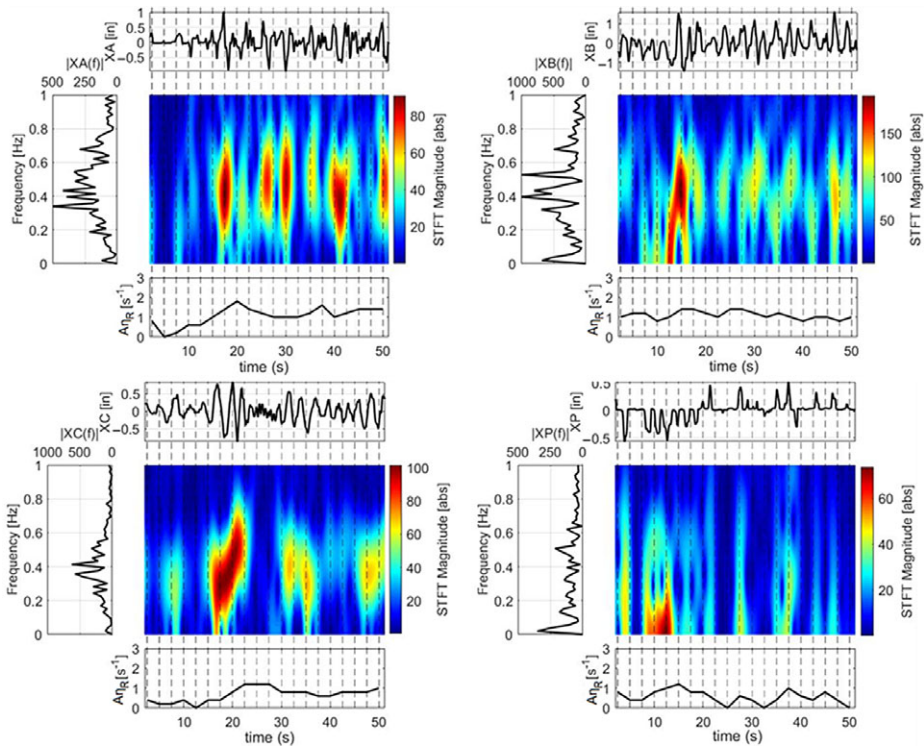 XA [in]
1
0.5
0
−0.5
|XA(f)|
500 250 0
Frequency [Hz]
1
0.8
0.6
0.4
0.2
0
STFT Magnitude [abs]
80
60
40
20
Aη_R [s⁻¹]
3
2
1
0
10 20 30 40 50
time (s)
XB [in]
1
0
−1
|XB(f)|
1000 500 0
Frequency [Hz]
1
0.8
0.6
0.4
0.2
0
STFT Magnitude [abs]
150
100
50
Aη_R [s⁻¹]
3
2
1
0
10 20 30 40 50
time (s)
XC [in]
0.5
0
−0.5
|XC(f)|
1000 500 0
Frequency [Hz]
1
0.8
0.6
0.4
0.2
0
STFT Magnitude [abs]
100
80
60
40
20
Aη_R [s⁻¹]
3
2
1
0
10 20 30 40 50
time (s)
XP [in]
0.5
0
−0.5
|XP(f)|
500 400 300 200 100 0
Frequency [Hz]
1
0.8
0.6
0.4
0.2
0
STFT Magnitude [abs]
60
40
20
Aη_R [s⁻¹]
3
2
1
0
10 20 30 40 50
time (s)